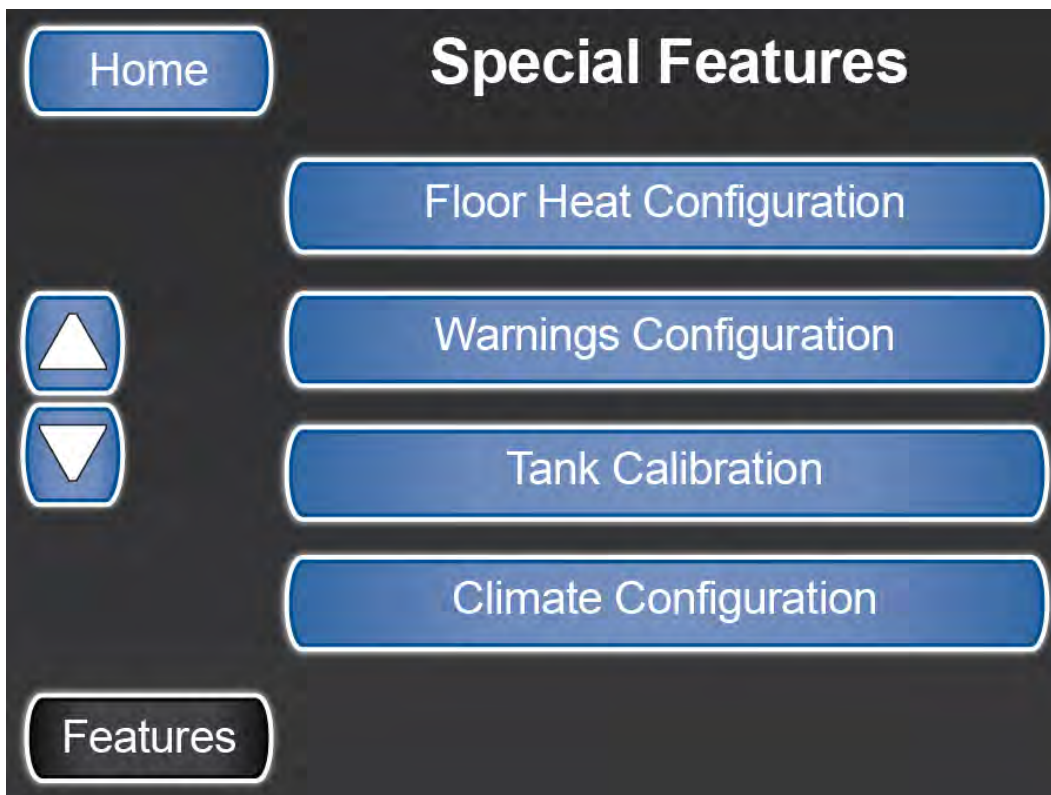 Home
Special Features
Floor Heat Configuration
Warnings Configuration
Tank Calibration
Climate Configuration
Features